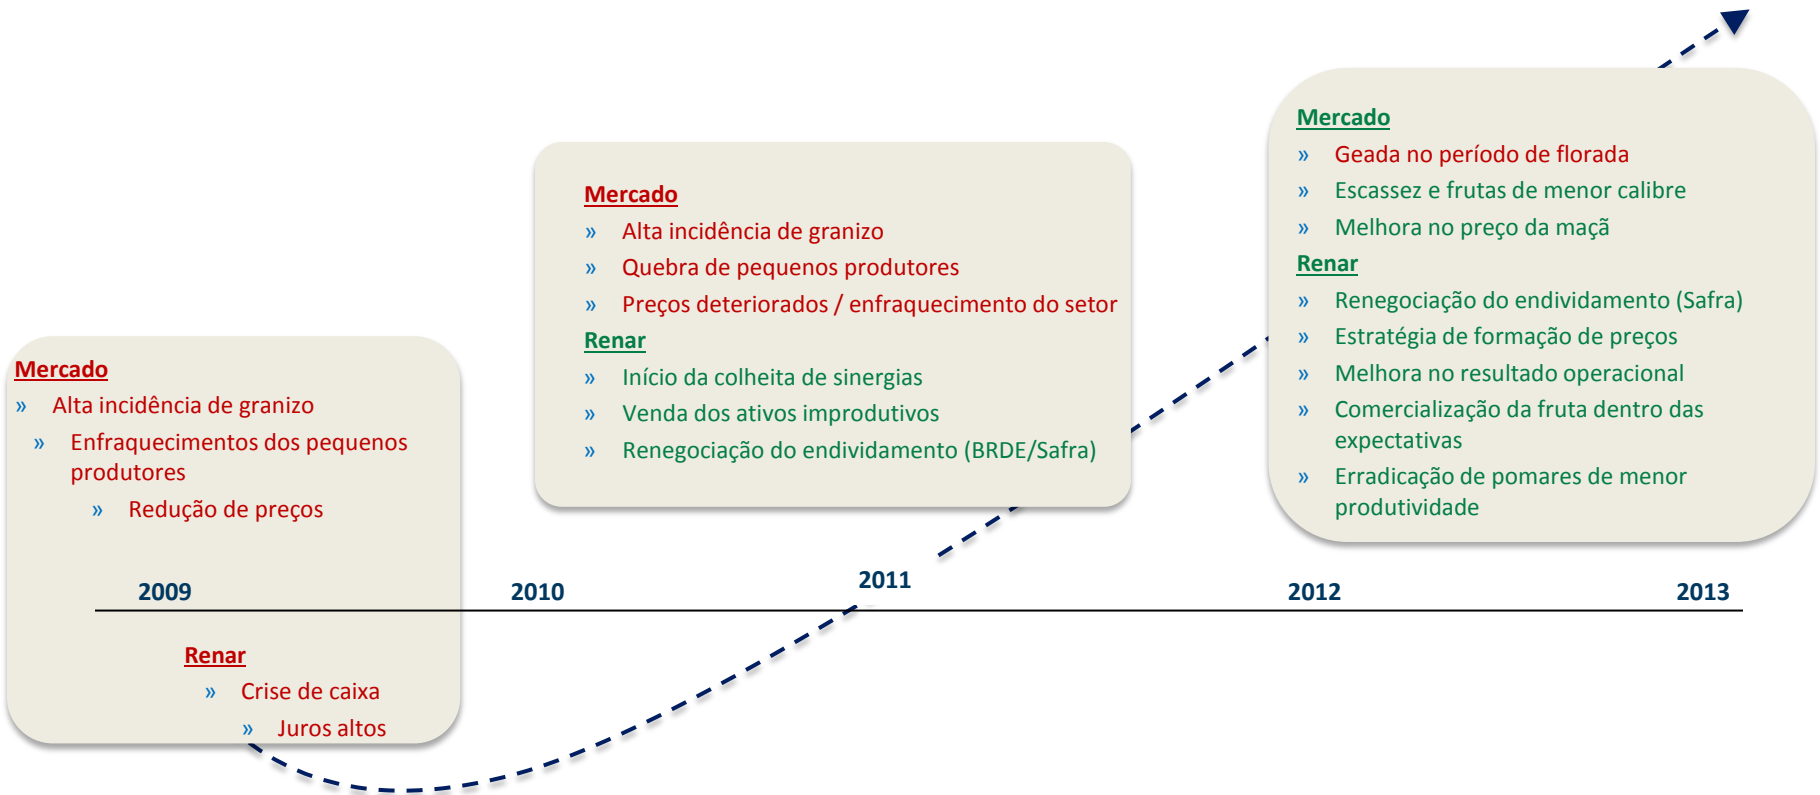 Mercado
» Alta incidência de granizo
» Enfraquecimentos dos pequenos
produtores
» Redução de preços
Renar
» Crise de caixa
» Juros altos
Mercado
» Alta incidência de granizo
» Quebra de pequenos produtores
» Preços deteriorados / enfraquecimento do setor
Renar
» Início da colheita de sinergias
» Venda dos ativos improdutivos
» Renegociação do endividamento (BRDE/Safra)
Mercado
» Geada no período de florada
» Escassez e frutas de menor calibre
» Melhora no preço da maçã
Renar
» Renegociação do endividamento (Safra)
» Estratégia de formação de preços
» Melhora no resultado operacional
» Comercialização da fruta dentro das
expectativas
» Erradicação de pomares de menor
produtividade
2009
2010
2011
2012
2013